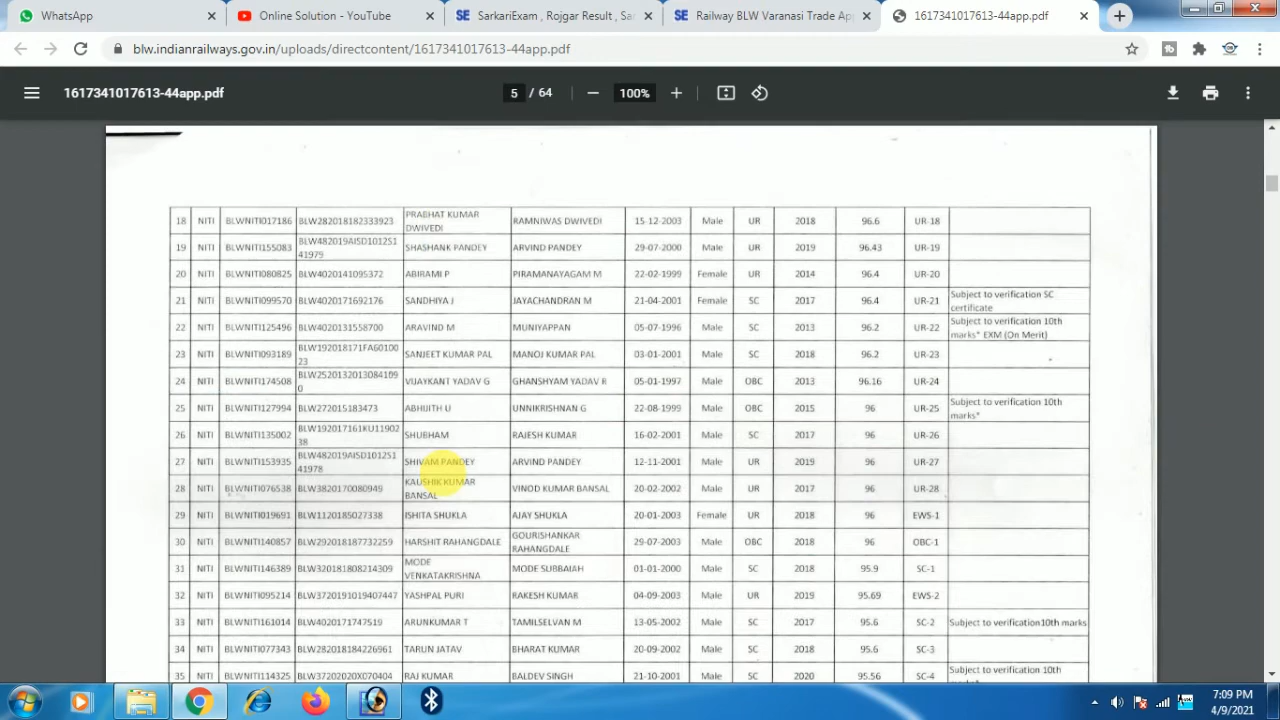 WhatsApp
Online Solution - YouTube
SarkariExam , Rojgar Result , Sar
Railway BLW Varanasi Trade Ap
1617341017613-44app.pdf
blw.indianrailways.gov.in/uploads/directcontent/1617341017613-44app.pdf
1617341017613-44app.pdf
5 / 64
100%
18 NITI BLWNITI017186 BLW282018182333923 PRABHAT KUMAR DWIVEDI RAMNIWAS DWIVEDI 15-12-2003 Male UR 2018 96.6 UR-18
19 NITI BLWNITI155083 BLW482019AISD101251 41979 SHASHANK PANDEY ARVIND PANDEY 29-07-2000 Male UR 2019 96.43 UR-19
20 NITI BLWNITI080825 BLW4020141095372 ABIRAMI P PIRAMANAYAGAM M 22-02-1999 Female UR 2014 96.4 UR-20
21 NITI BLWNITI099570 BLW4020171692176 SANDHIYA J JAYACHANDRAN M 21-04-2001 Female SC 2017 96.4 UR-21 Subject to verification SC certificate
22 NITI BLWNITI125496 BLW4020131558700 ARAVIND M MUNIYAPPAN 05-07-1996 Male SC 2013 96.2 UR-22 Subject to verification 10th marks* EXM (On Merit)
23 NITI BLWNITI093189 BLW192018171FA60100 23 SANJEET KUMAR PAL MANOJ KUMAR PAL 03-01-2001 Male SC 2018 96.2 UR-23
24 NITI BLWNITI174508 BLW2520132013084109 0 VIJAYKANT YADAV G GHANSHYAM YADAV R 05-01-1997 Male OBC 2013 96.16 UR-24
25 NITI BLWNITI127994 BLW272015183473 ABHIJITH U UNNIKRISHNAN G 22-08-1999 Male OBC 2015 96 UR-25 Subject to verification 10th marks*
26 NITI BLWNITI135002 BLW192017161KU11902 38 SHUBHAM RAJESH KUMAR 16-02-2001 Male SC 2017 96 UR-26
27 NITI BLWNITI153935 BLW482019AISD101251 41978 SHIVAM PANDEY ARVIND PANDEY 12-11-2001 Male UR 2019 96 UR-27
28 NITI BLWNITI076538 BLW3820170080949 KAUSHIK KUMAR BANSAL VINOD KUMAR BANSAL 20-02-2002 Male UR 2017 96 UR-28
29 NITI BLWNITI019691 BLW1120185027338 ISHITA SHUKLA AJAY SHUKLA 20-01-2003 Female UR 2018 96 EWS-1
30 NITI BLWNITI140857 BLW292018187732259 HARSHIT RAHANGDALE GOURISHANKAR RAHANGDALE 29-07-2003 Male OBC 2018 96 OBC-1
31 NITI BLWNITI146389 BLW320181808214309 MODE VENKATAKRISHNA MODE SUBBAIAH 01-01-2000 Male SC 2018 95.9 SC-1
32 NITI BLWNITI095214 BLW3720191019407447 YASHPAL PURI RAKESH KUMAR 04-09-2003 Male UR 2019 95.69 EWS-2
33 NITI BLWNITI161014 BLW4020171747519 ARUNKUMAR T TAMILSELVAN M 13-05-2002 Male SC 2017 95.6 SC-2 Subject to verification10th marks
34 NITI BLWNITI077343 BLW282018184226961 TARUN JATAV BHARAT KUMAR 20-09-2002 Male SC 2018 95.6 SC-3
35 NITI BLWNITI114325 BLW37202020X070404 RAJ KUMAR BALDEV SINGH 21-10-2001 Male SC 2020 95.56 SC-4 Subject to verification 10th
7:09 PM
4/9/2021